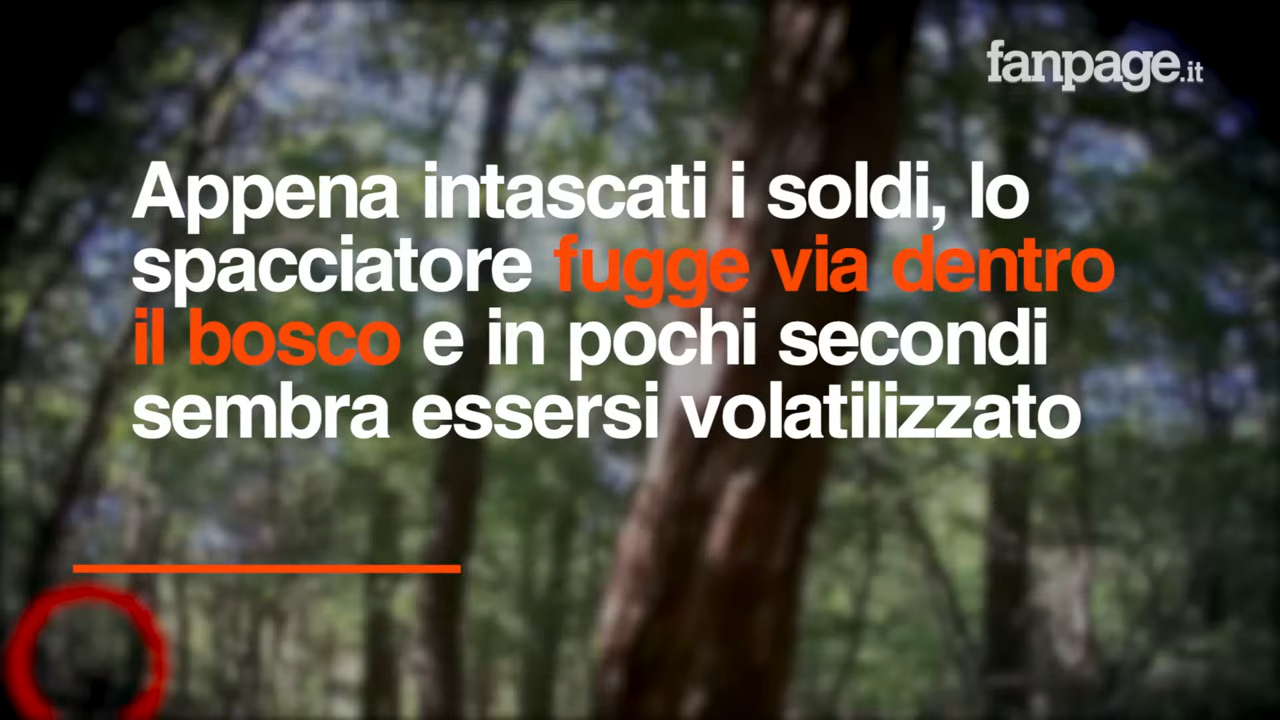 fanpage.it
Appena intascati i soldi, lo
spacciatore fugge via dentro
il bosco e in pochi secondi
sembra essersi volatilizzato